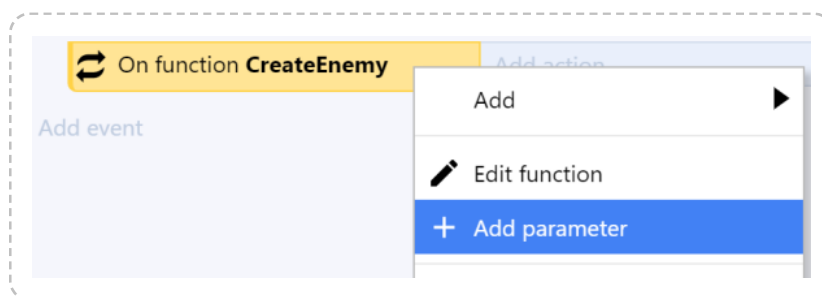 On function CreateEnemy
Add action
Add
Add event
Edit function
Add parameter